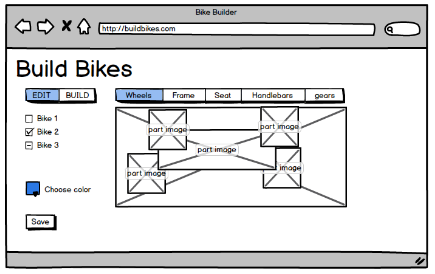 Bike Builder
http://buildbikes.com
Build Bikes
EDIT BUILD
Wheels Frame Seat Handlebars gears
Bike 1
Bike 2
Bike 3
part image
part image
part image
part image
image
Choose color
Save